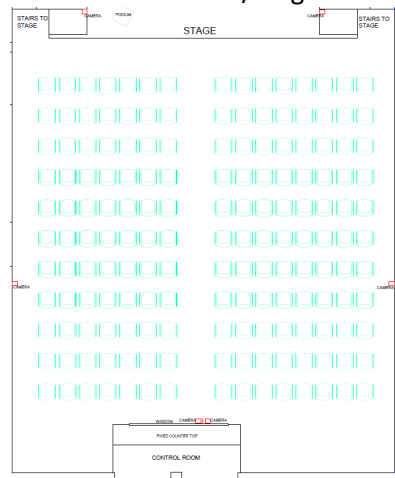 STAIRS TO
STAGE
CAMERA
PODIUM
STAGE
CAMERA
STAIRS TO
STAGE
CAMERA
CAMERA
WINDOW
CAMERA
CAMERA
FIXED COUNTER TOP
CONTROL ROOM